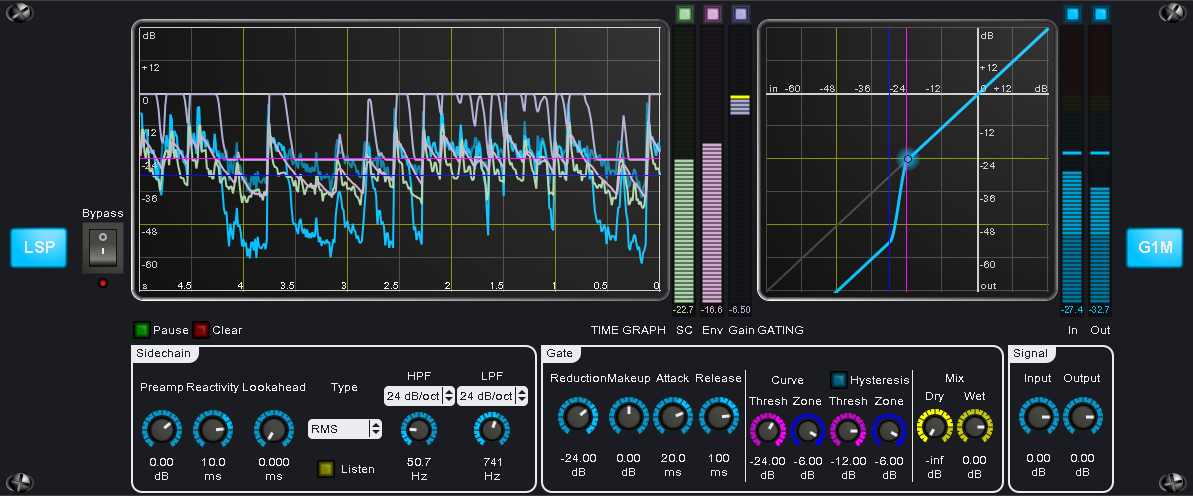 dB
+12
0
-12
-24
-36
-48
-60
s 4.5 4 3.5 3 2.5 2 1.5 1 0.5 0
dB
+12
in -60 -48 -36 -24 -12 0 +12 dB
-12
-24
-36
-48
-60
out
Bypass
LSP
G1M
-22.7 -16.6 -6.50
-27.4 -32.7
Pause Clear
TIME GRAPH SC Env Gain GATING
In Out
Sidechain
Preamp Reactivity Lookahead Type HPF LPF
24 dB/oct 24 dB/oct
RMS
Listen
0.00 dB
10.0 ms
0.000 ms
50.7 Hz
741 Hz
Gate
Reduction Makeup Attack Release
Curve Hysteresis Mix
Thresh Zone Thresh Zone Dry Wet
-24.00 dB
0.00 dB
20.0 ms
100 ms
-24.00 dB
-6.00 dB
-12.00 dB
-6.00 dB
-inf dB
0.00 dB
Signal
Input Output
0.00 dB
0.00 dB